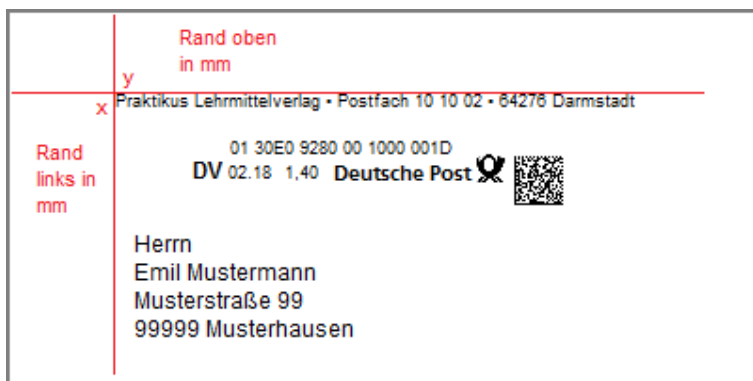 Rand oben
in mm
y
x
Praktikus Lehrmittelverlag • Postfach 10 10 02 • 64276 Darmstadt
Rand
links in
mm
01 30E0 9280 00 1000 001D
DV 02.18 1,40 Deutsche Post
Herrn
Emil Mustermann
Musterstraße 99
99999 Musterhausen